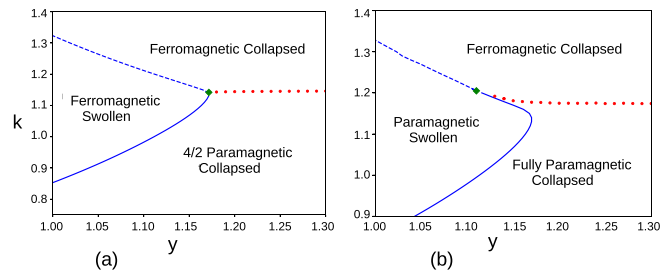 1.4
1.3
1.2
1.1
1.0
0.9
0.8
k
Ferromagnetic Collapsed
Ferromagnetic
Swollen
4/2 Paramagnetic
Collapsed
1.00 1.05 1.10 1.15 1.20 1.25 1.30
y
(a)
1.4
1.3
1.2
1.1
1.0
0.9
Ferromagnetic Collapsed
Paramagnetic
Swollen
Fully Paramagnetic
Collapsed
1.00 1.05 1.10 1.15 1.20 1.25 1.30
y
(b)